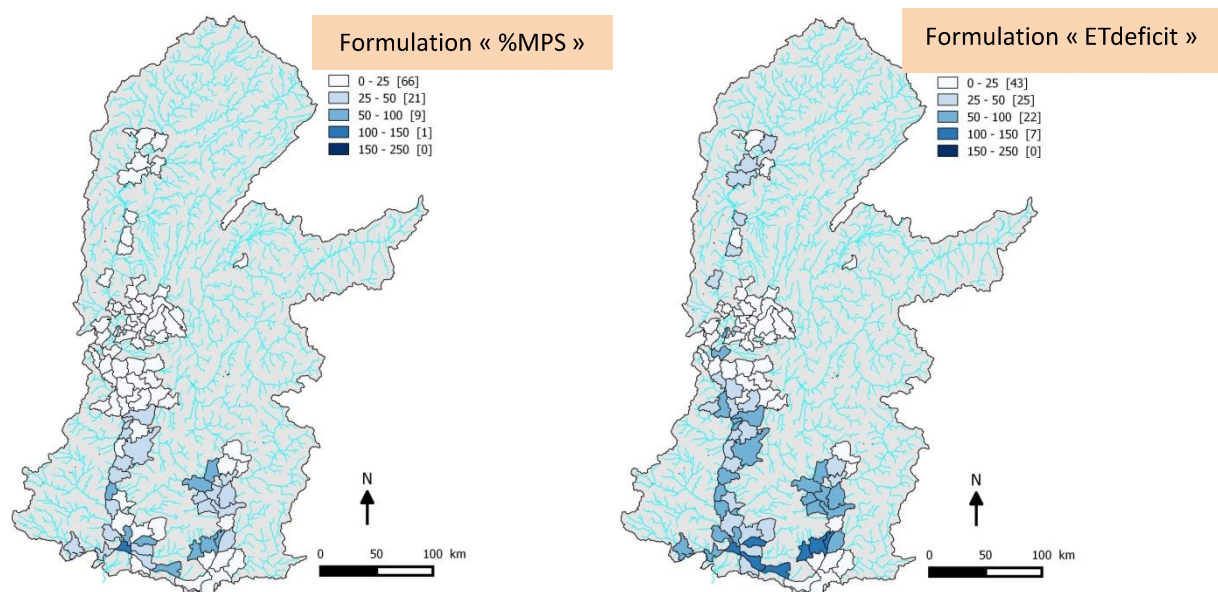 Formulation « %MPS »
0 - 25 [66]
25 - 50 [21]
50 - 100 [9]
100 - 150 [1]
150 - 250 [0]
N
0 50 100 km
Formulation « ETdeficit »
0 - 25 [43]
25 - 50 [25]
50 - 100 [22]
100 - 150 [7]
150 - 250 [0]
N
0 50 100 km